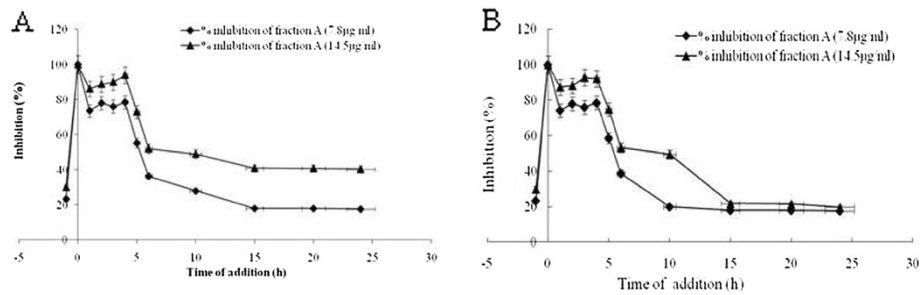 A
120
100
80
60
40
20
0
-5 0 5 10 15 20 25 30
Inhibition (%)
Time of addition (h)
% inhibition of fraction A (7.8μg/ml)
% inhibition of fraction A (14.5μg/ml)
B
120
100
80
60
40
20
0
-5 0 5 10 15 20 25 30
Inhibition (%)
Time of addition (h)
% inhibition of fraction A (7.8μg/ml)
% inhibition of fraction A (14.5μg/ml)